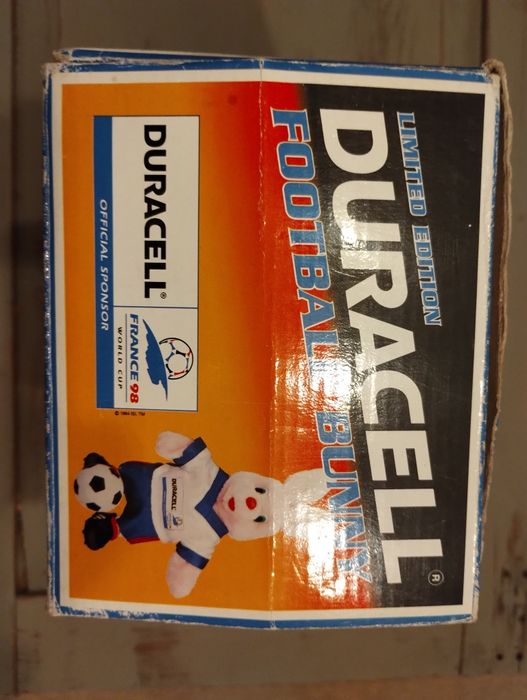 LIMITED EDITION
DURACELL®
FOOTBALL BUNNY
DURACELL®
FRANCE 98
WORLD CUP
OFFICIAL SPONSOR
DURACELL